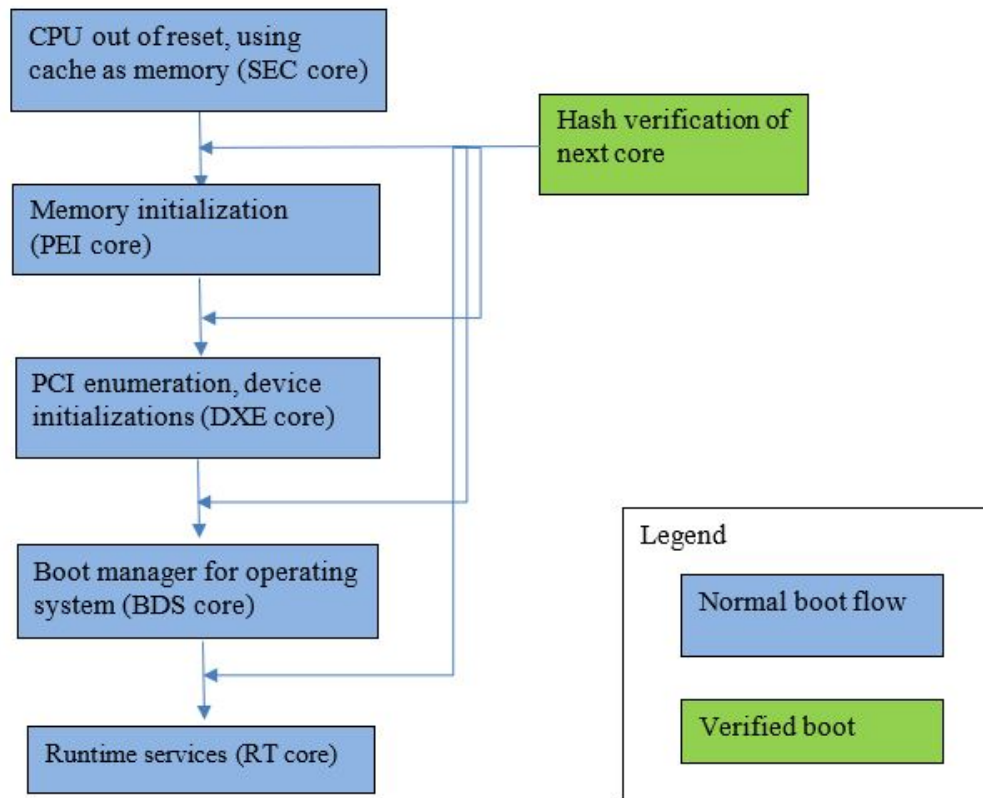 CPU out of reset, using
cache as memory (SEC core)
Hash verification of
next core
Memory initialization
(PEI core)
PCI enumeration, device
initializations (DXE core)
Boot manager for operating
system (BDS core)
Runtime services (RT core)
Legend
Normal boot flow
Verified boot